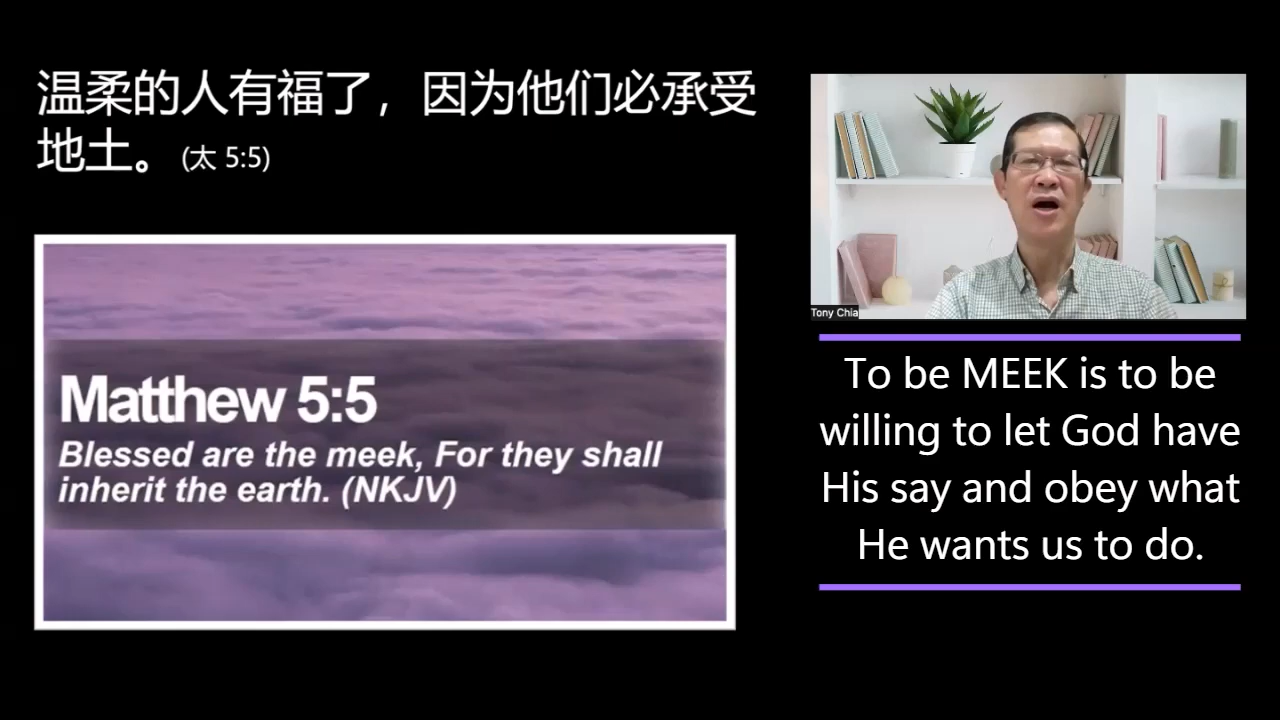 温柔的人有福了，因为他们必承受
地土。 (太 5:5)
Matthew 5:5
Blessed are the meek, For they shall
inherit the earth. (NKJV)
Tony Chia
To be MEEK is to be
willing to let God have
His say and obey what
He wants us to do.